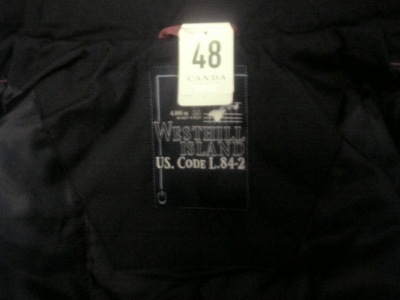 48
CANDA
WESTHILL
ISLAND
US. CODE L.84-2